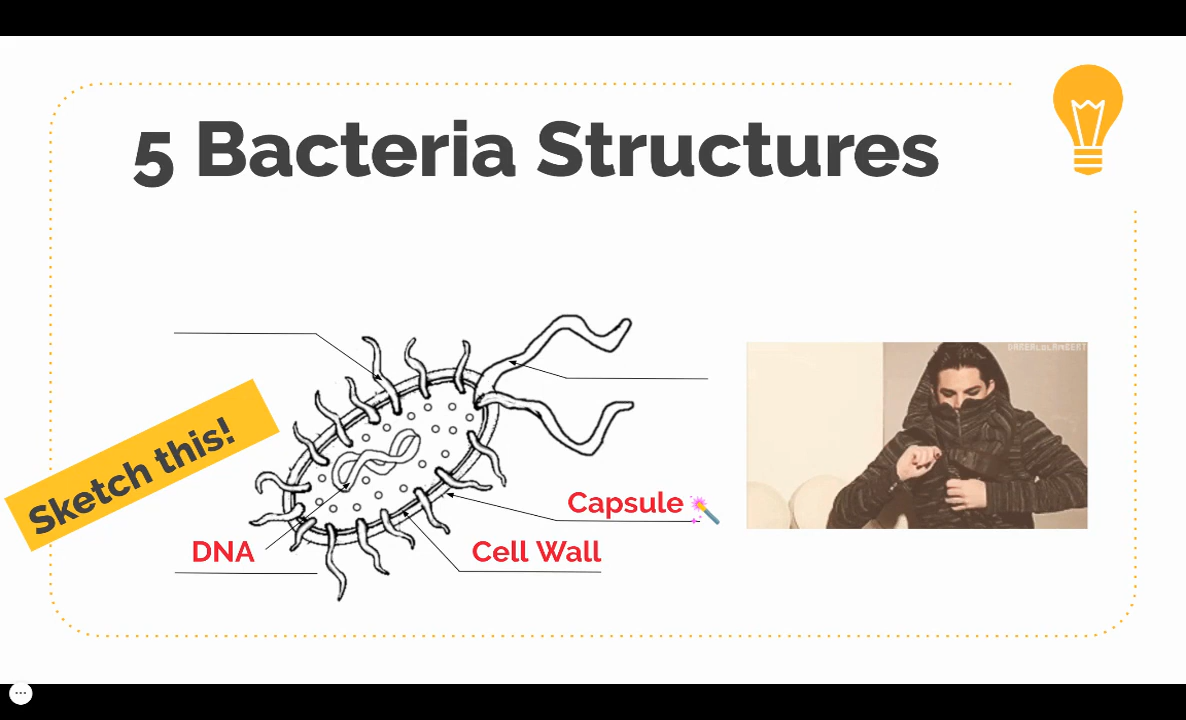 5 Bacteria Structures
Sketch this!
Capsule
DNA
Cell Wall